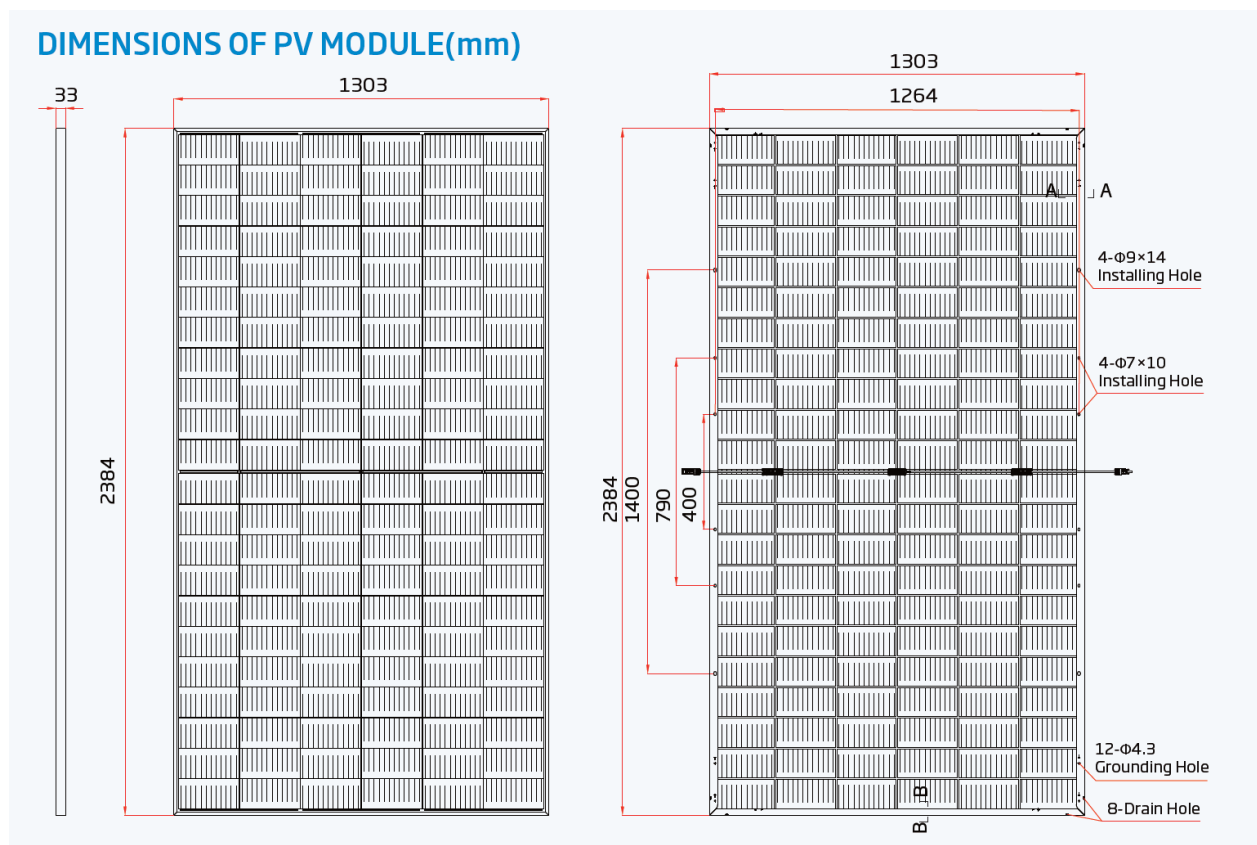 DIMENSIONS OF PV MODULE(mm)
33
1303
2384
1303
1264
A
A
4-Φ9×14
Installing Hole
4-Φ7×10
Installing Hole
2384
1400
790
400
12-Φ4.3
Grounding Hole
8-Drain Hole
B
B